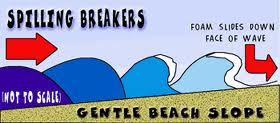 SPILLING BREAKERS
FOAM SLIDES DOWN
FACE OF WAVE
(NOT TO SCALE)
GENTLE BEACH SLOPE